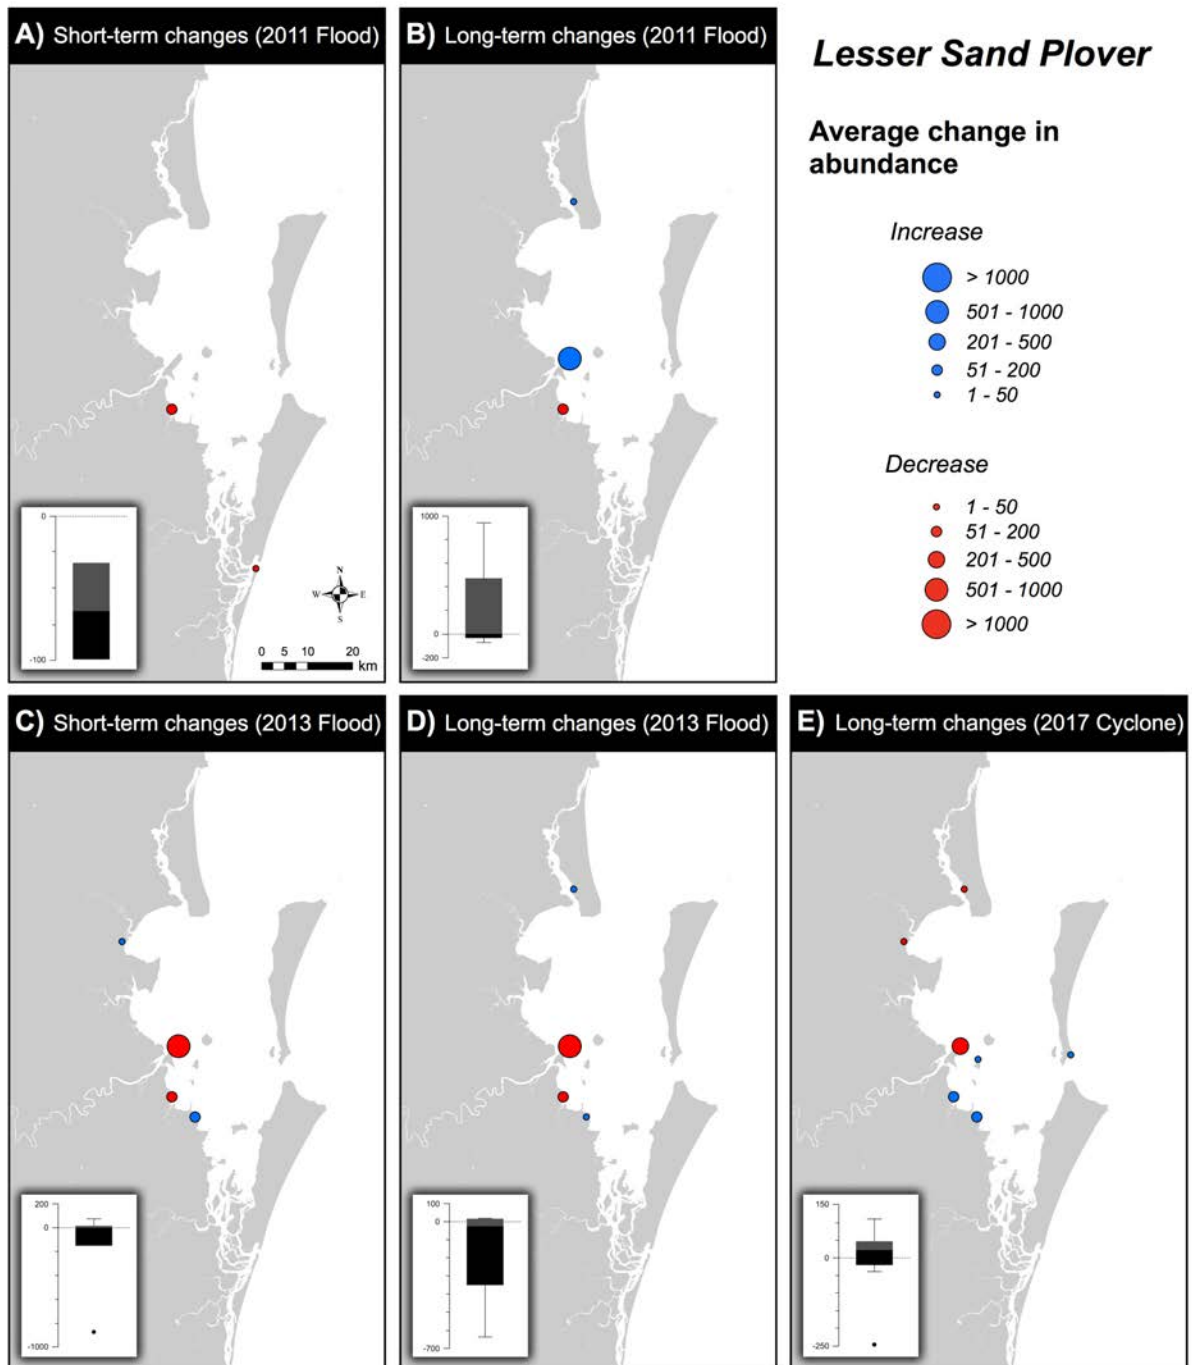 A) Short-term changes (2011 Flood)
B) Long-term changes (2011 Flood)
Lesser Sand Plover
Average change in
abundance
Increase
> 1000
501 - 1000
201 - 500
51 - 200
1 - 50
Decrease
1 - 50
51 - 200
201 - 500
501 - 1000
> 1000
0
-100
N
W E
S
0 5 10 20
km
1000
0
-200
C) Short-term changes (2013 Flood)
D) Long-term changes (2013 Flood)
E) Long-term changes (2017 Cyclone)
200
0
-1000
100
0
-700
150
0
-250